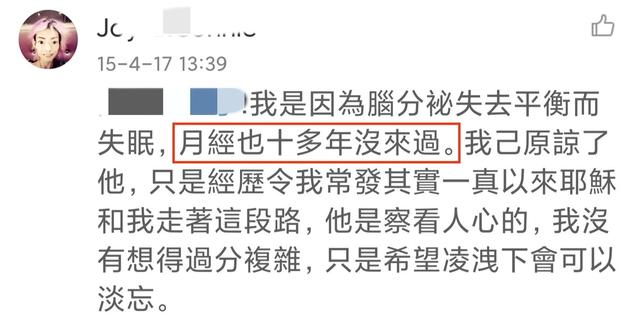 Joy
15-4-17 13:39
!我是因為腦分祕失去平衡而
失眠，月經也十多年沒來過。我己原諒了
他，只是經歷令我常發其實一真以來耶穌
和我走著這段路，他是察看人心的，我沒
有想得過分複雜，只是希望凌洩下會可以
淡忘。